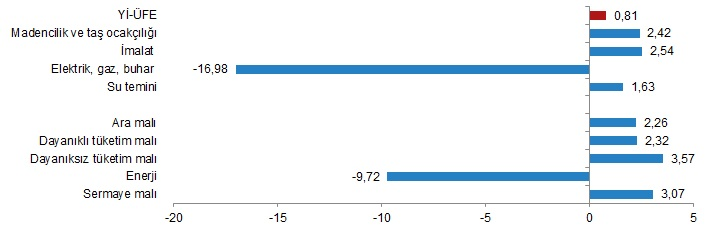 Yİ-ÜFE 0,81
Madencilik ve taş ocakçılığı 2,42
İmalat 2,54
Elektrik, gaz, buhar -16,98
Su temini 1,63
Ara malı 2,26
Dayanıklı tüketim malı 2,32
Dayanıksız tüketim malı 3,57
Enerji -9,72
Sermaye malı 3,07
-20 -15 -10 -5 0 5